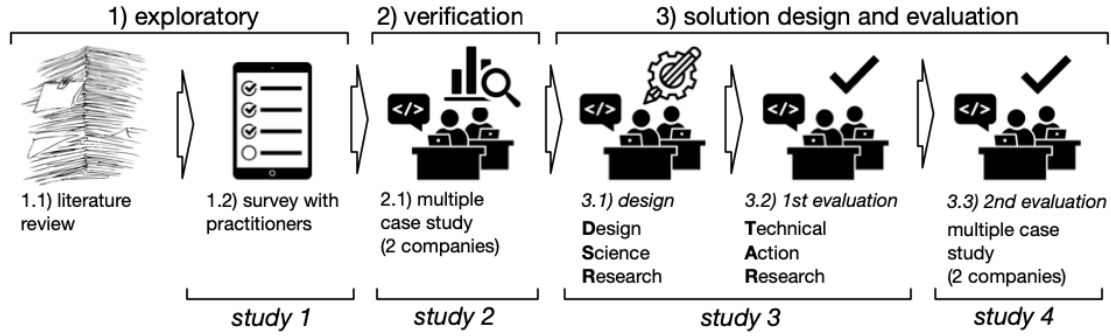 1) exploratory
2) verification
3) solution design and evaluation
</>
</>
</>
</>
1.1) literature
review
1.2) survey with
practitioners
2.1) multiple
case study
(2 companies)
3.1) design
Design
Science
Research
3.2) 1st evaluation
Technical
Action
Research
3.3) 2nd evaluation
multiple case
study
(2 companies)
study 1
study 2
study 3
study 4